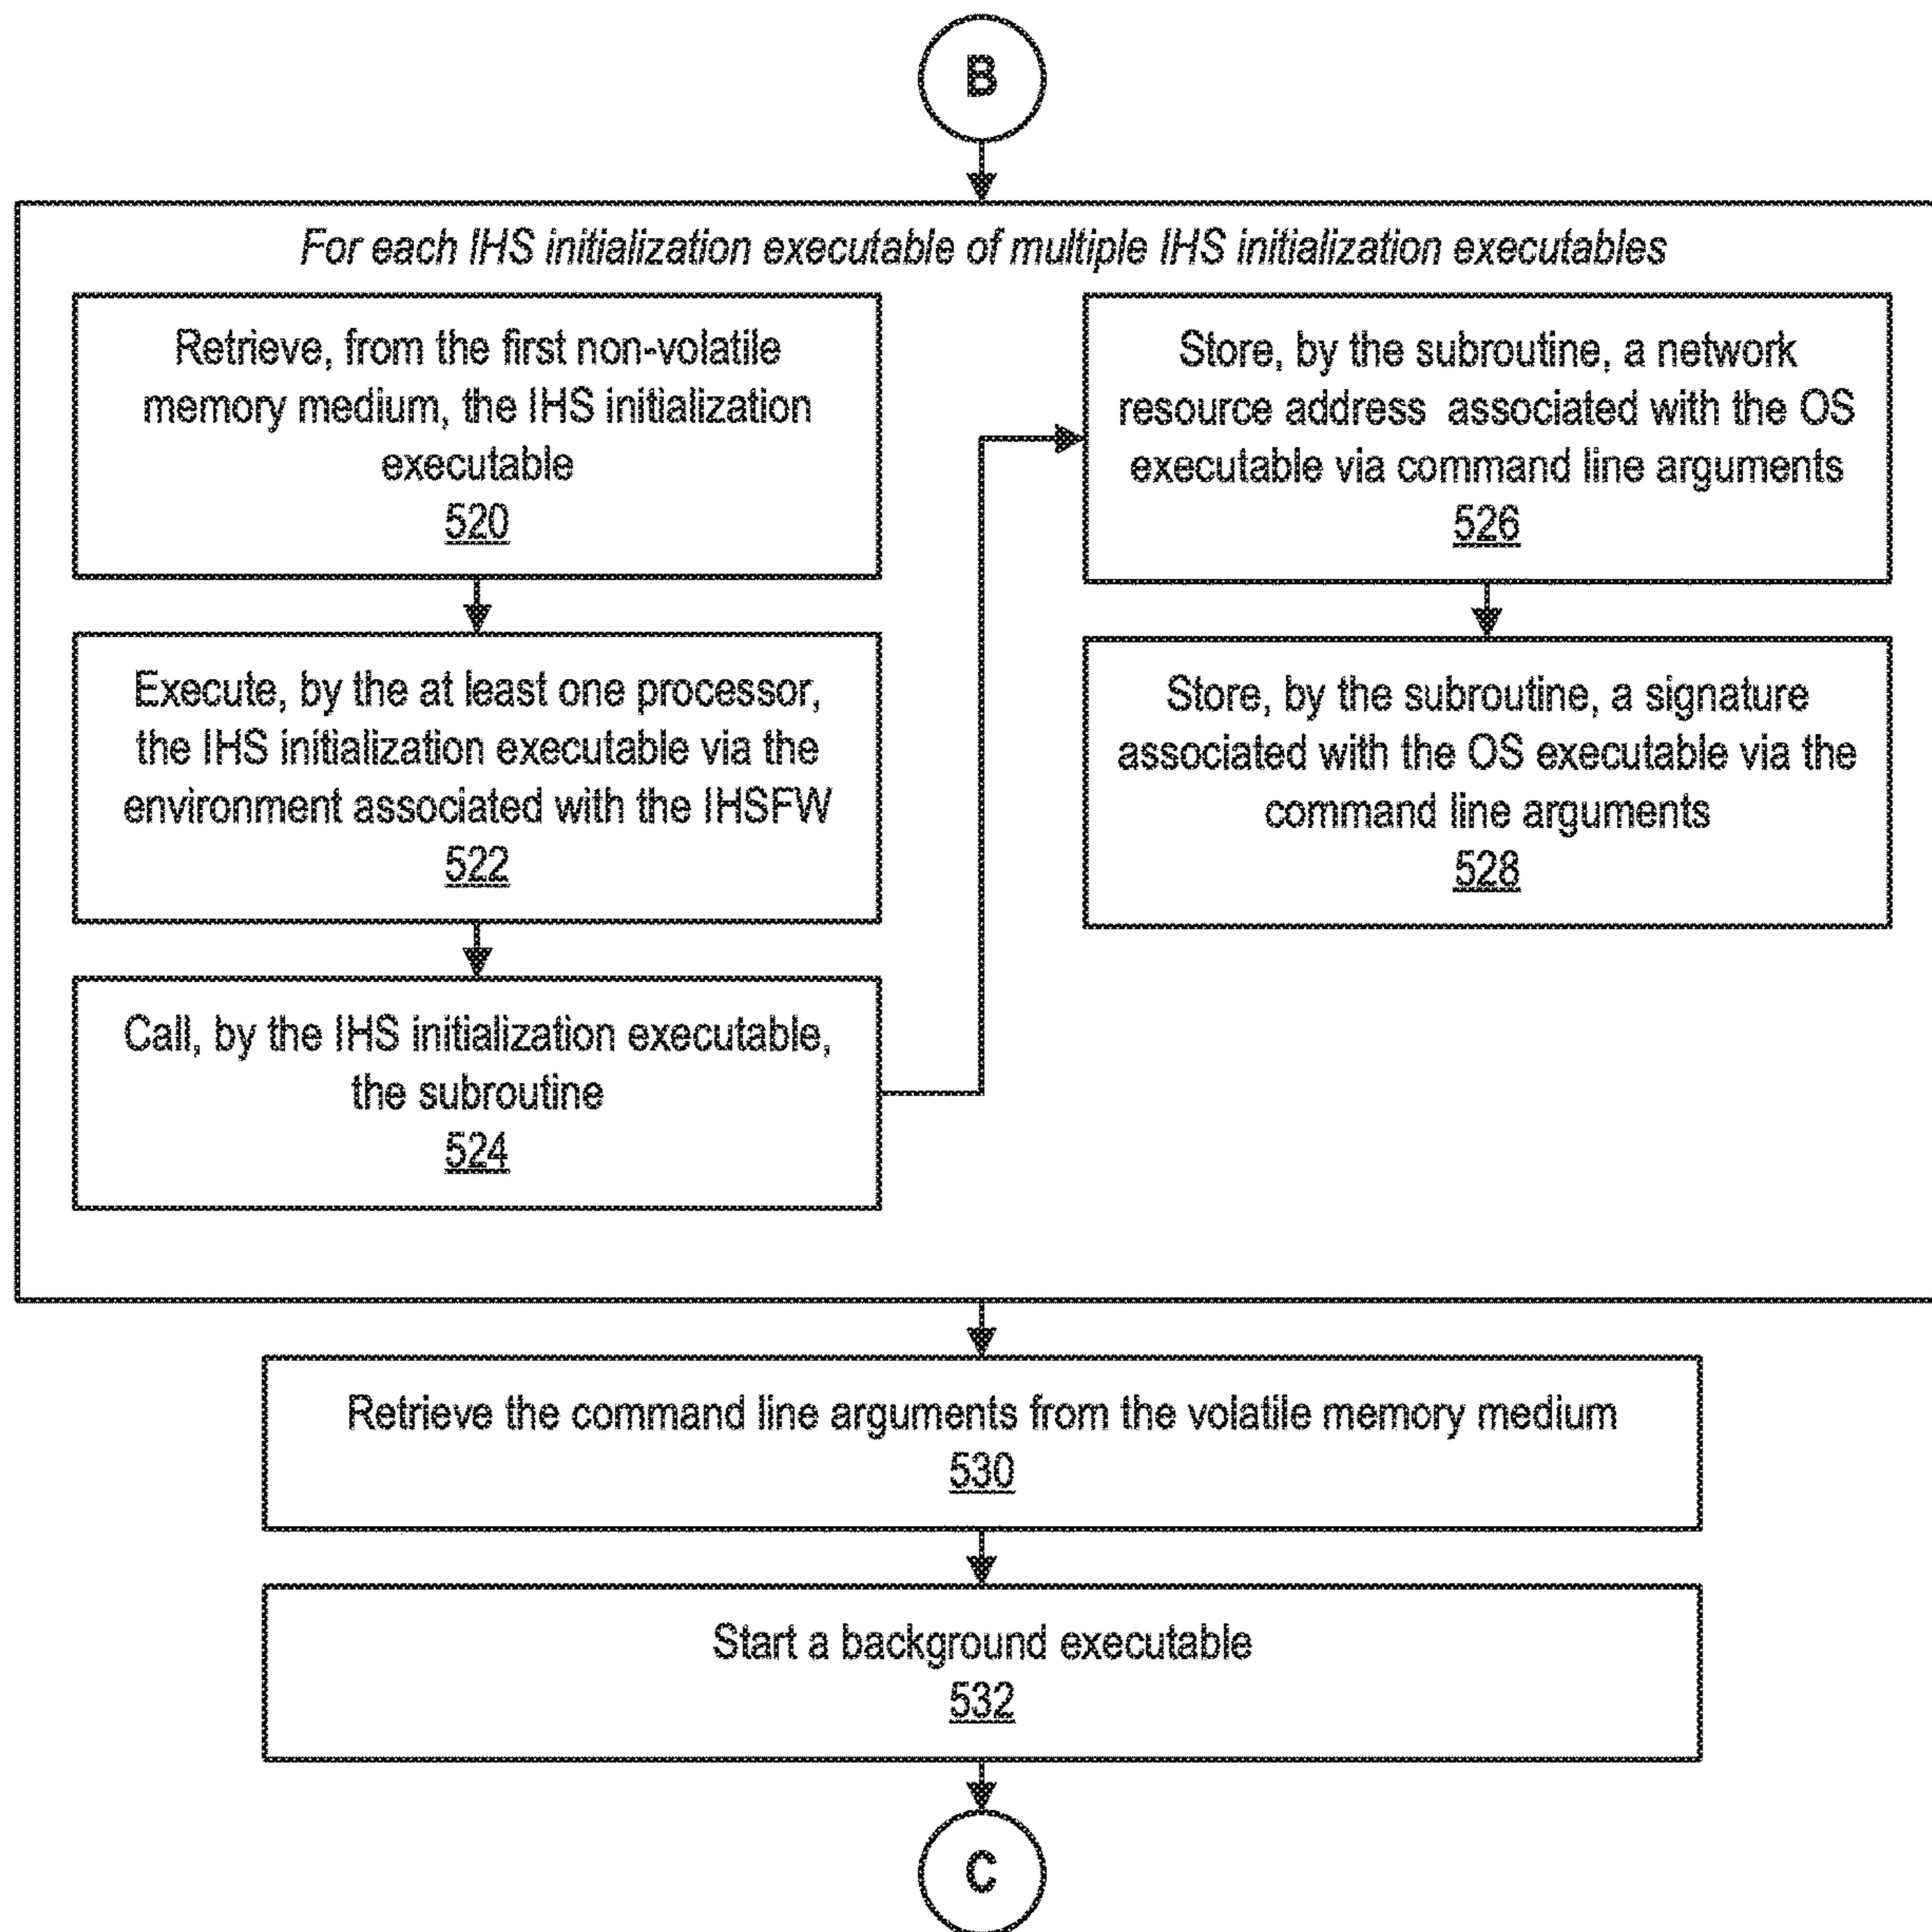 B
For each IHS initialization executable of multiple IHS initialization executables
Retrieve, from the first non-volatile
memory medium, the IHS initialization
executable
520
Execute, by the at least one processor,
the IHS initialization executable via the
environment associated with the IHSFW
522
Call, by the IHS initialization executable,
the subroutine
524
Store, by the subroutine, a network
resource address associated with the OS
executable via command line arguments
526
Store, by the subroutine, a signature
associated with the OS executable via the
command line arguments
528
Retrieve the command line arguments from the volatile memory medium
530
Start a background executable
532
C